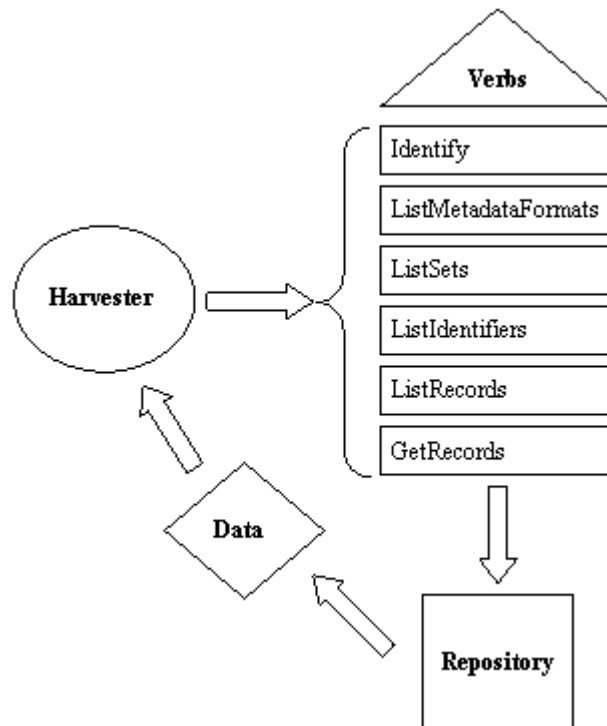 Verbs
Identify
ListMetadataFormats
ListSets
Harvester
ListIdentifiers
ListRecords
GetRecords
Data
Repository